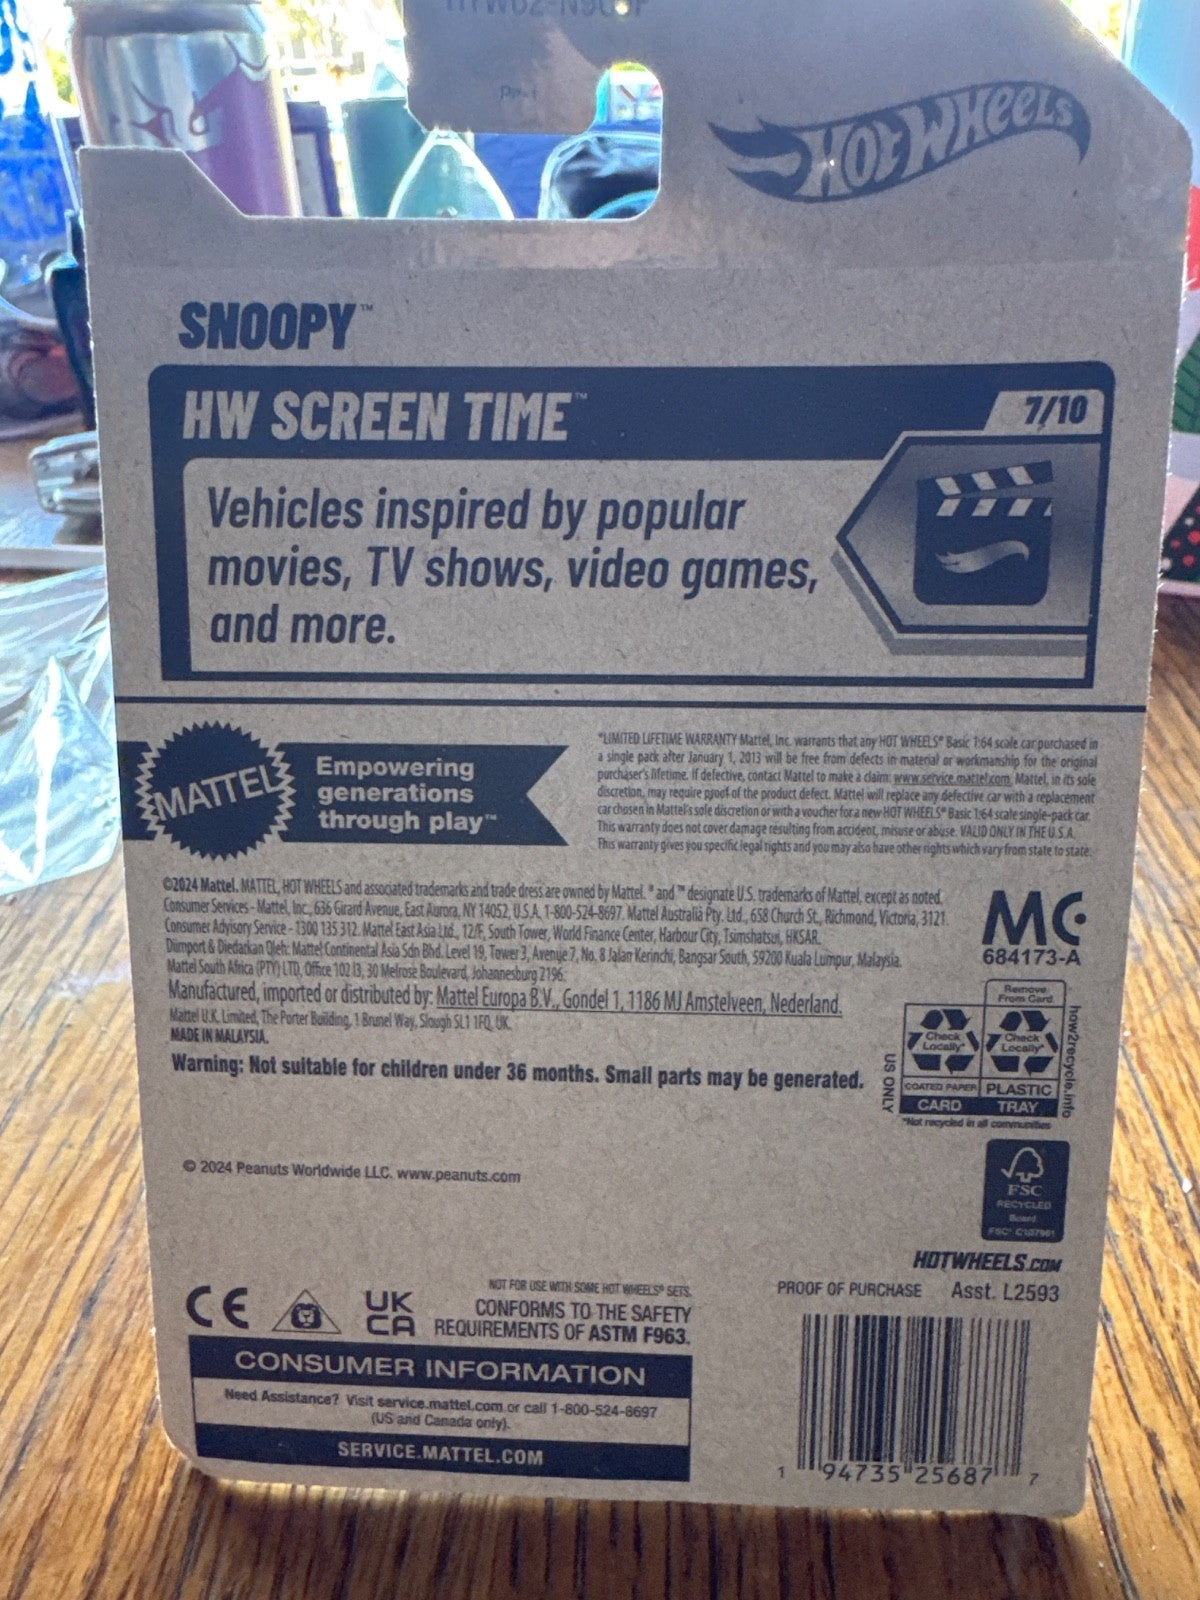 HOT WHEELS
SNOOPY™
HW SCREEN TIME™
7/10
Vehicles inspired by popular
movies, TV shows, video games,
and more.
MATTEL
Empowering
generations
through play™
*LIMITED LIFETIME WARRANTY Mattel, Inc. warrants that any HOT WHEELS® Basic 1:64 scale car purchased in
a single pack after January 1, 2013 will be free from defects in material or workmanship for the original
purchaser's lifetime. If defective, contact Mattel to make a claim: www.service.mattel.com. Mattel, in its sole
discretion, may require proof of the product defect. Mattel will replace any defective car with a replacement
car chosen in Mattel's sole discretion or with a voucher for a new HOT WHEELS® Basic 1:64 scale single-pack car.
This warranty does not cover damage resulting from accident, misuse or abuse. VALID ONLY IN THE U.S.A.
This warranty gives you specific legal rights and you may also have other rights which vary from state to state.
©2024 Mattel. MATTEL, HOT WHEELS and associated trademarks and trade dress are owned by Mattel. ® and ™ designate U.S. trademarks of Mattel, except as noted.
Consumer Services - Mattel, Inc., 636 Girard Avenue, East Aurora, NY 14052, U.S.A. 1-800-524-8697. Mattel Australia Pty. Ltd., 658 Church St., Richmond, Victoria, 3121.
Consumer Advisory Service - 1300 135 312. Mattel East Asia Ltd., 12/F, South Tower, World Finance Center, Harbour City, Tsimshatsui, HKSAR.
Diimport & Diedarkan Oleh: Mattel Continental Asia Sdn Bhd. Level 19, Tower 3, Avenue 7, No. 8 Jalan Kerinchi, Bangsar South, 59200 Kuala Lumpur, Malaysia.
Mattel South Africa (PTY) LTD, Office 102 I3, 30 Melrose Boulevard, Johannesburg 2196.
Manufactured, imported or distributed by: Mattel Europa B.V., Gondel 1, 1186 MJ Amstelveen, Nederland.
Mattel U.K. Limited, The Porter Building, 1 Brunel Way, Slough SL1 1FQ, UK.
MADE IN MALAYSIA.
Warning: Not suitable for children under 36 months. Small parts may be generated.
MC
684173-A
Remove
From Card
Check
Locally*
Check
Locally*
COATED PAPER
PLASTIC
CARD
TRAY
US ONLY
how2recycle.info
*Not recycled in all communities
© 2024 Peanuts Worldwide LLC. www.peanuts.com
FSC
RECYCLED
Board
FSC® C107961
HOTWHEELS.COM
PROOF OF PURCHASE
Asst. L2593
CE
UK
CA
NOT FOR USE WITH SOME HOT WHEELS® SETS.
CONFORMS TO THE SAFETY
REQUIREMENTS OF ASTM F963.
CONSUMER INFORMATION
Need Assistance? Visit service.mattel.com or call 1-800-524-8697
(US and Canada only).
SERVICE.MATTEL.COM
1 94735 25687 7